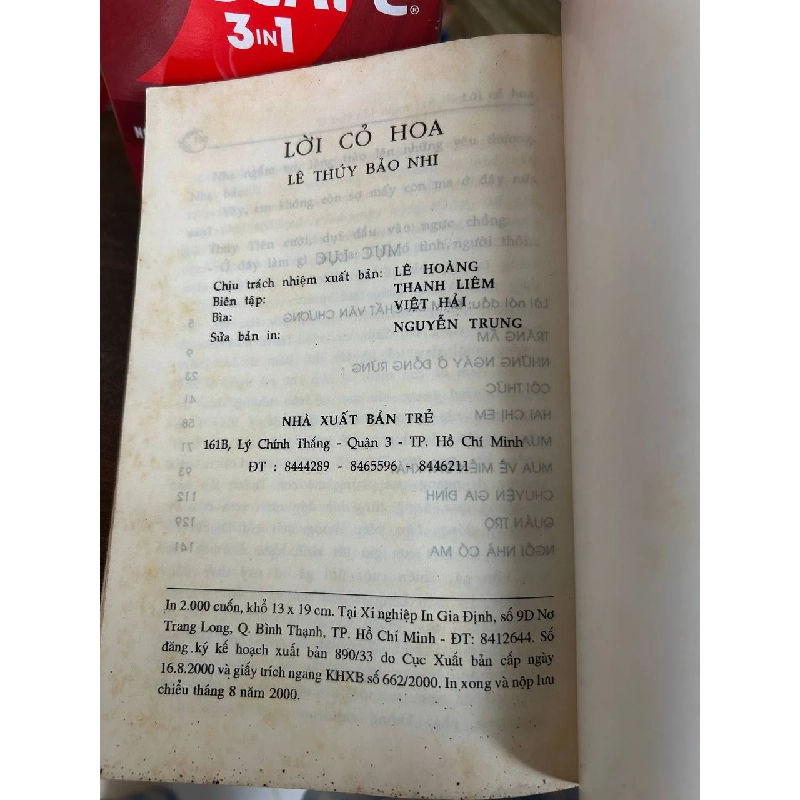 3 IN 1
LỜI CỎ HOA
LÊ THÚY BẢO NHI
Chịu trách nhiệm xuất bản: LÊ HOÀNG
Biên tập: THANH LIÊM
Bìa: VIỆT HẢI
Sửa bản in: NGUYỄN TRUNG
NHÀ XUẤT BẢN TRẺ
161B, Lý Chính Thắng - Quận 3 - TP. Hồ Chí Minh
ĐT : 8444289 - 8465596 - 8446211
In 2.000 cuốn, khổ 13 x 19 cm. Tại Xí nghiệp In Gia Định, số 9D Nơ
Trang Long, Q. Bình Thạnh, TP. Hồ Chí Minh - ĐT: 8412644. Số
đăng ký kế hoạch xuất bản 890/33 do Cục Xuất bản cấp ngày
16.8.2000 và giấy trích ngang KHXB số 662/2000. In xong và nộp lưu
chiểu tháng 8 năm 2000.